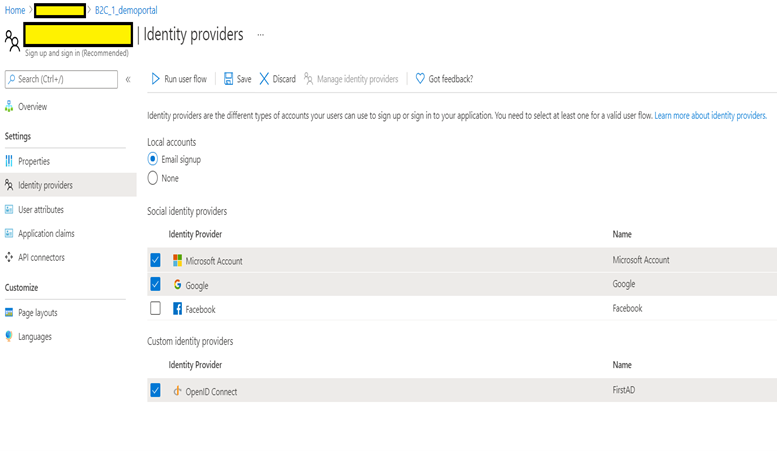 Home > > B2C_1_demoportal
| Identity providers ...
Sign up and sign in (Recommended)
Search (Ctrl+/) «
Overview
Settings
Properties
Identity providers
User attributes
Application claims
API connectors
Customize
Page layouts
Languages
Run user flow Save Discard Manage identity providers Got feedback?
Identity providers are the different types of accounts your users can use to sign up or sign in to your application. You need to select at least one for a valid user flow. Learn more about identity providers.
Local accounts
Email signup
None
Social identity providers
Identity Provider Name
Microsoft Account Microsoft Account
Google Google
Facebook Facebook
Custom identity providers
Identity Provider Name
OpenID Connect FirstAD